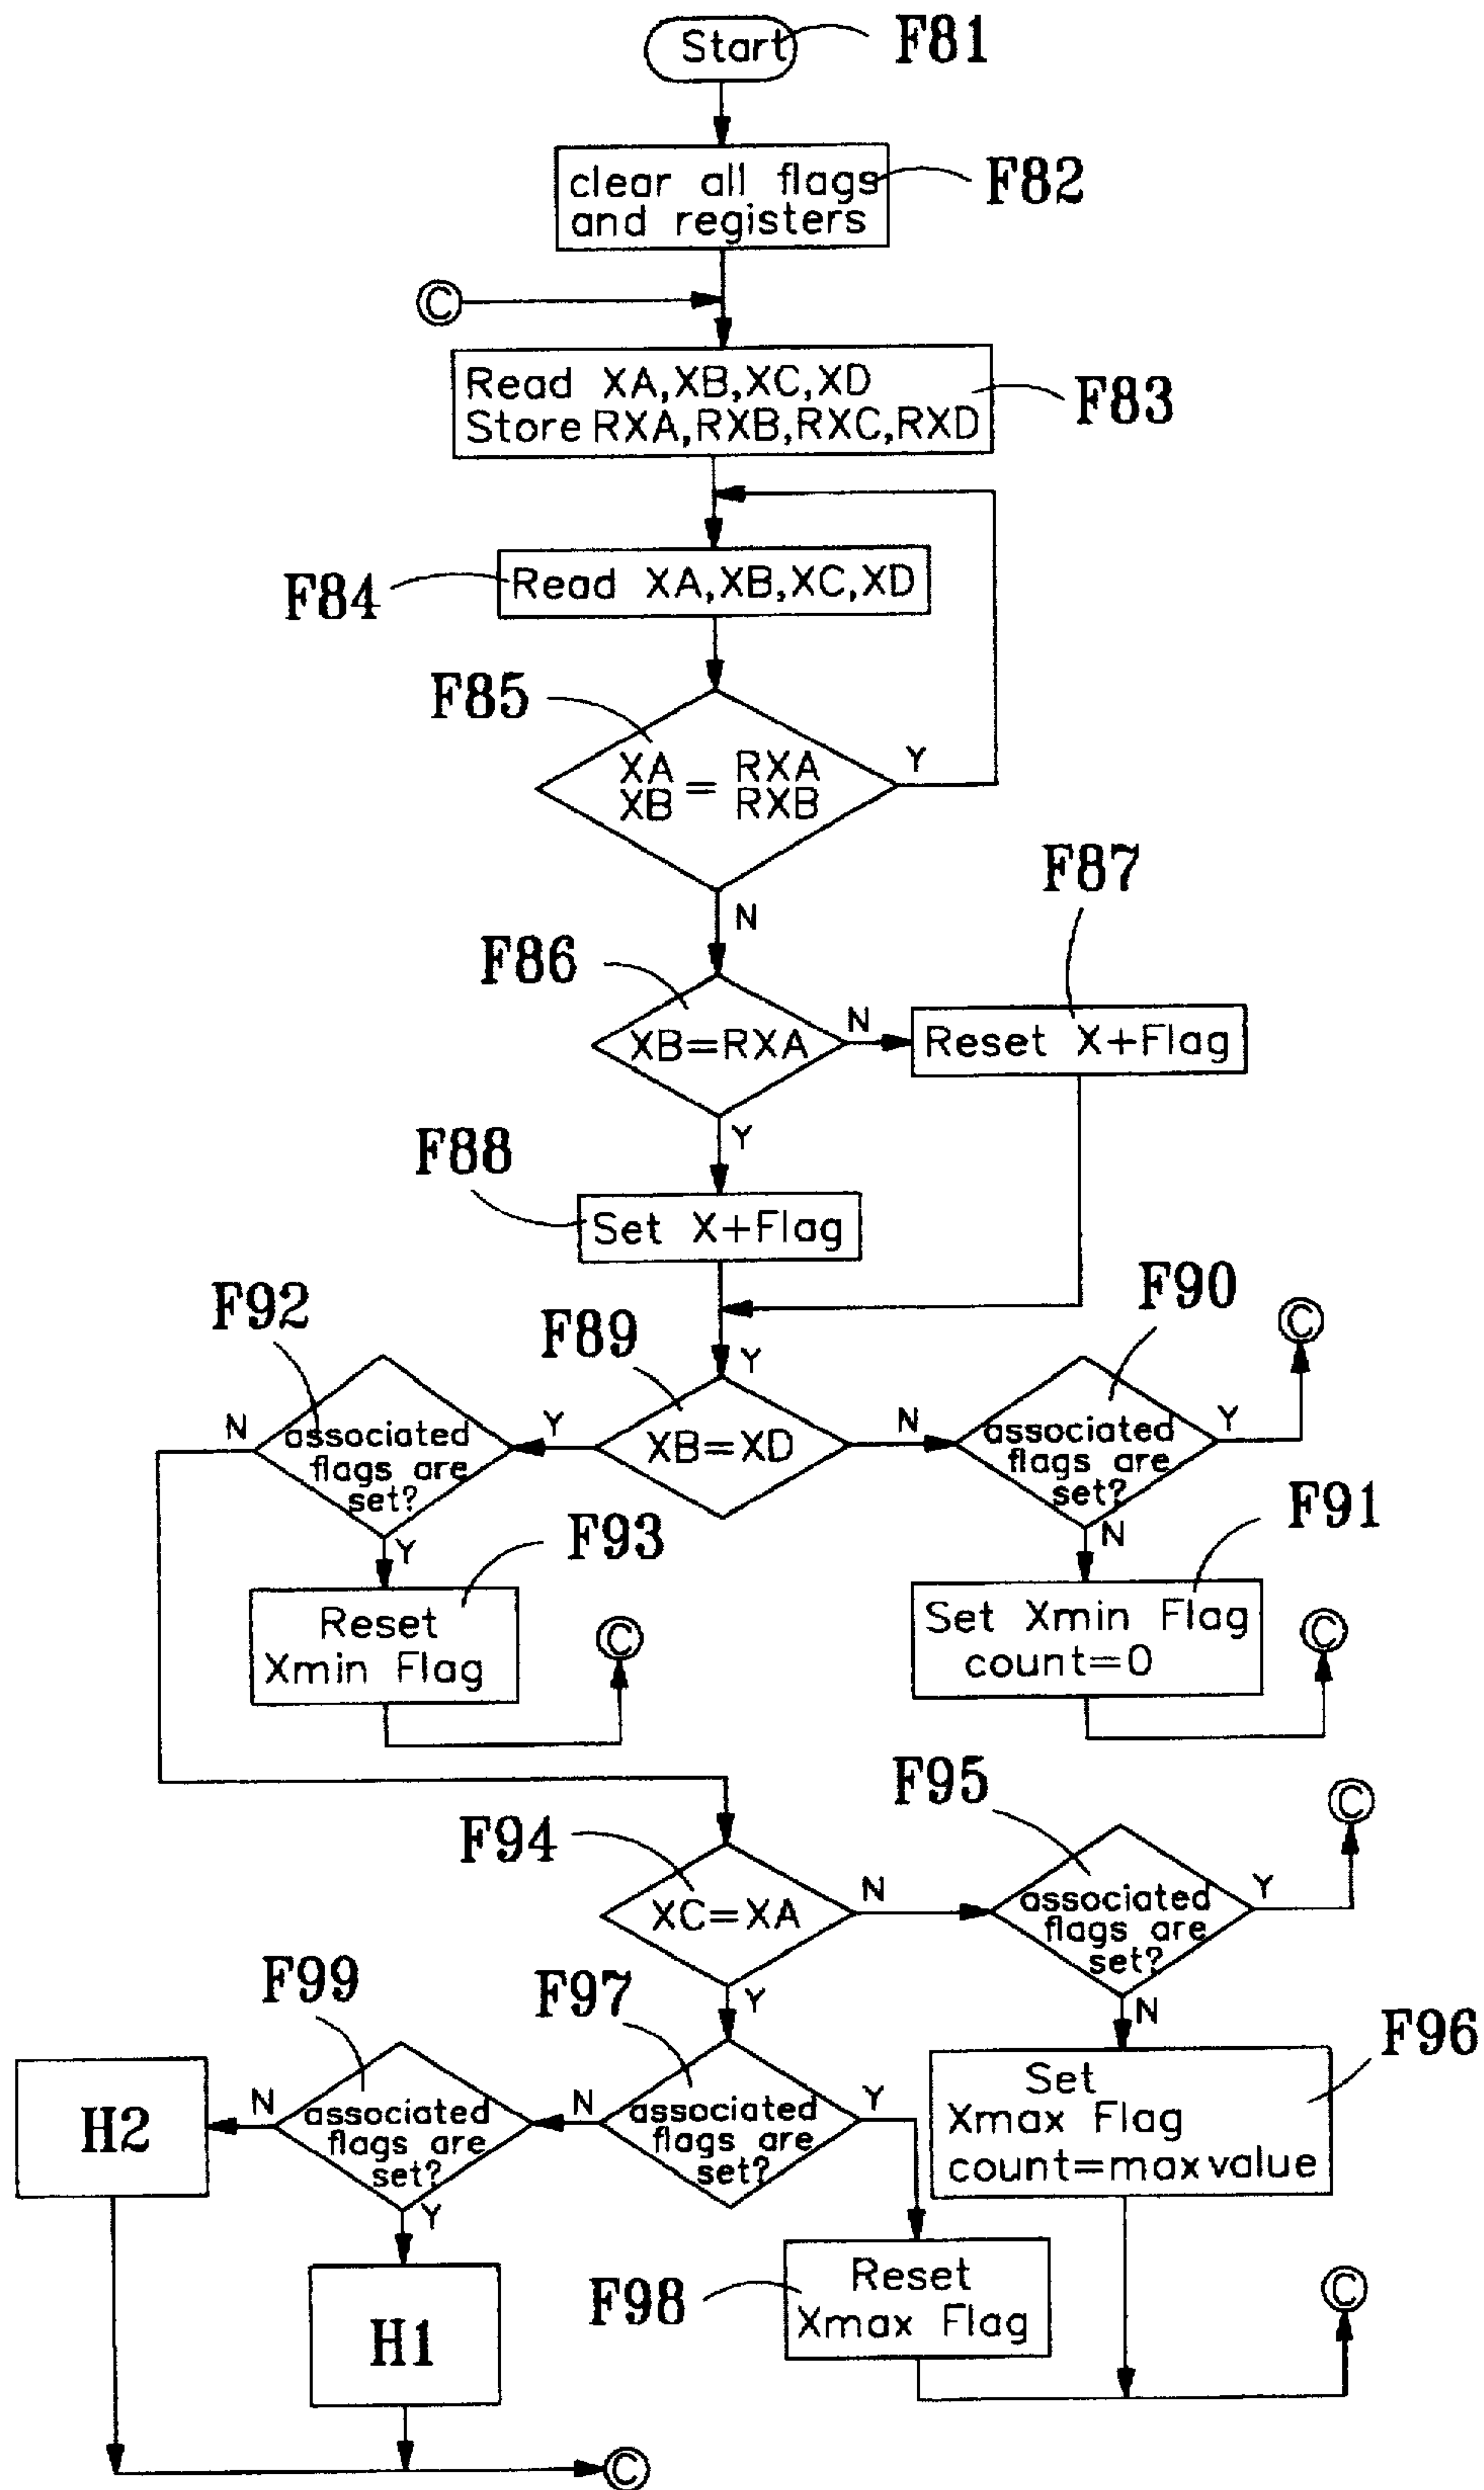 Start
F81
clear all flags
and registers
F82
C
Read XA,XB,XC,XD
Store RXA,RXB,RXC,RXD
F83
F84
Read XA,XB,XC,XD
F85
XA = RXA
XB RXB
Y
N
F87
F86
XB=RXA
N
Reset X+Flag
Y
F88
Set X+Flag
F92
F89
F90
C
Y
N
associated
flags are
set?
Y
XB=XD
N
associated
flags are
set?
Y
Y
F93
N
F91
Reset
Xmin Flag
C
Set Xmin Flag
count=0
C
F94
F95
C
XC=XA
N
associated
flags are
set?
Y
F99
F97
Y
N
F96
H2
N
associated
flags are
set?
N
associated
flags are
set?
Y
Set
Xmax Flag
count=max value
Y
H1
F98
Reset
Xmax Flag
C
C